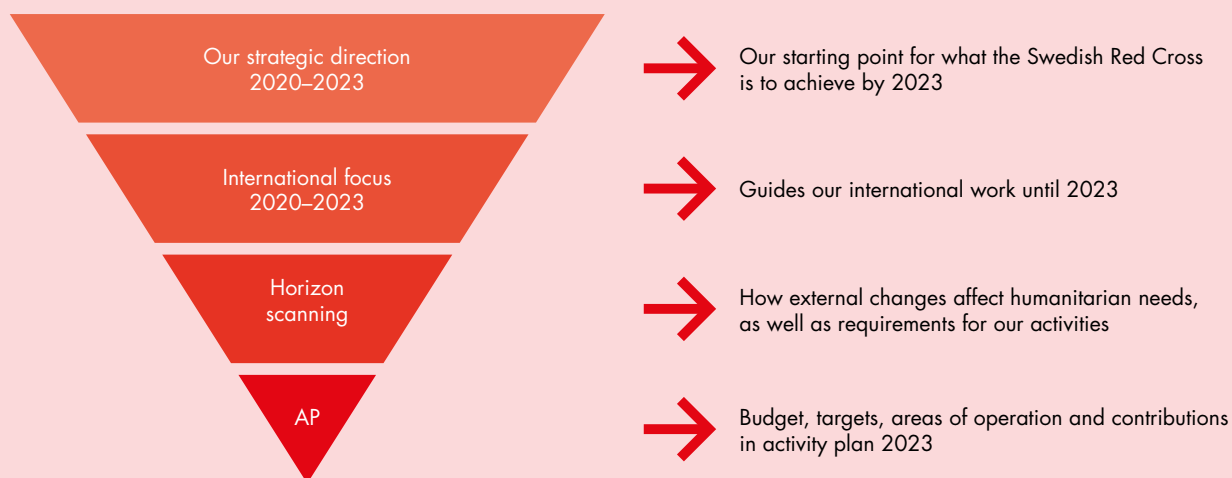 Our strategic direction
2020–2023
Our starting point for what the Swedish Red Cross
is to achieve by 2023
International focus
2020–2023
Guides our international work until 2023
Horizon
scanning
How external changes affect humanitarian needs,
as well as requirements for our activities
AP
Budget, targets, areas of operation and contributions
in activity plan 2023